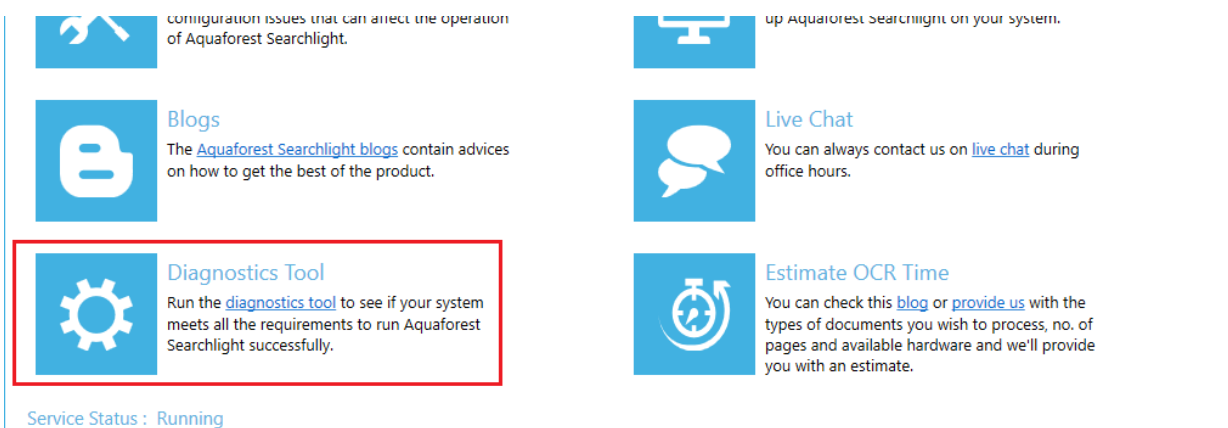 configuration issues that can affect the operation
of Aquaforest Searchlight.
up Aquaforest Searchlight on your system.
Blogs
The Aquaforest Searchlight blogs contain advices
on how to get the best of the product.
Live Chat
You can always contact us on live chat during
office hours.
Diagnostics Tool
Run the diagnostics tool to see if your system
meets all the requirements to run Aquaforest
Searchlight successfully.
Estimate OCR Time
You can check this blog or provide us with the
types of documents you wish to process, no. of
pages and available hardware and we'll provide
you with an estimate.
Service Status : Running